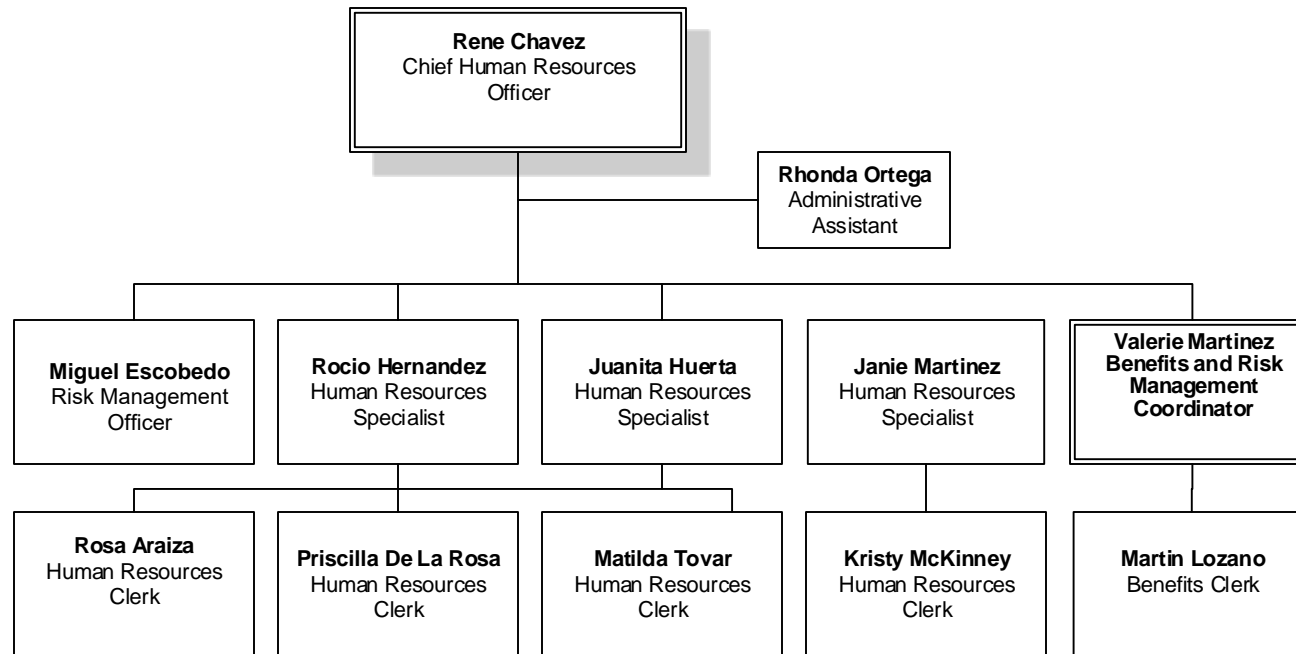 Rene Chavez
Chief Human Resources
Officer
Rhonda Ortega
Administrative
Assistant
Miguel Escobedo
Risk Management
Officer
Rocio Hernandez
Human Resources
Specialist
Juanita Huerta
Human Resources
Specialist
Janie Martinez
Human Resources
Specialist
Valerie Martinez
Benefits and Risk
Management
Coordinator
Rosa Araiza
Human Resources
Clerk
Priscilla De La Rosa
Human Resources
Clerk
Matilda Tovar
Human Resources
Clerk
Kristy McKinney
Human Resources
Clerk
Martin Lozano
Benefits Clerk